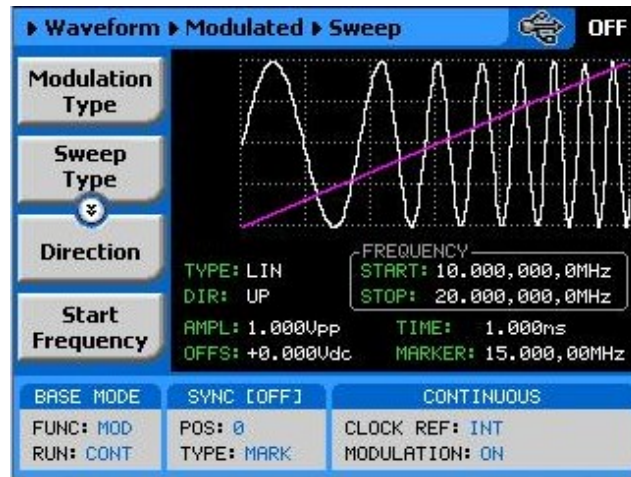 Waveform ▸ Modulated ▸ Sweep OFF
Modulation
Type
Sweep
Type
Direction
Start
Frequency
FREQUENCY
TYPE: LIN START: 10.000,000,0MHz
DIR: UP STOP: 20.000,000,0MHz
AMPL: 1.000Vpp TIME: 1.000ns
OFFS: +0.000Vdc MARKER: 15.000,00MHz
BASE MODE
FUNC: MOD
RUN: CONT
SYNC [OFF]
POS: 0
TYPE: MARK
CONTINUOUS
CLOCK REF: INT
MODULATION: ON